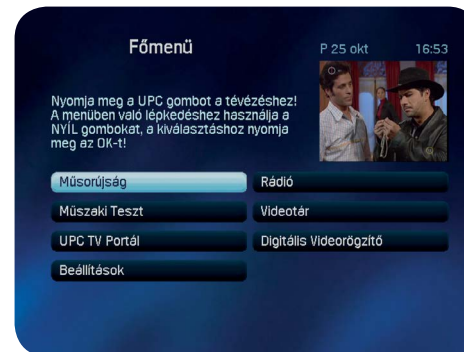 Főmenü
P 25 okt 16:53
Nyomja meg a UPC gombot a tévézéshez!
A menüben való lépkedéshez használja a
NYÍL gombokat, a kiválasztáshoz nyomja
meg az OK-t!
Műsorújság
Rádió
Műszaki Teszt
Videotár
UPC TV Portál
Digitális Videorögzítő
Beállítások